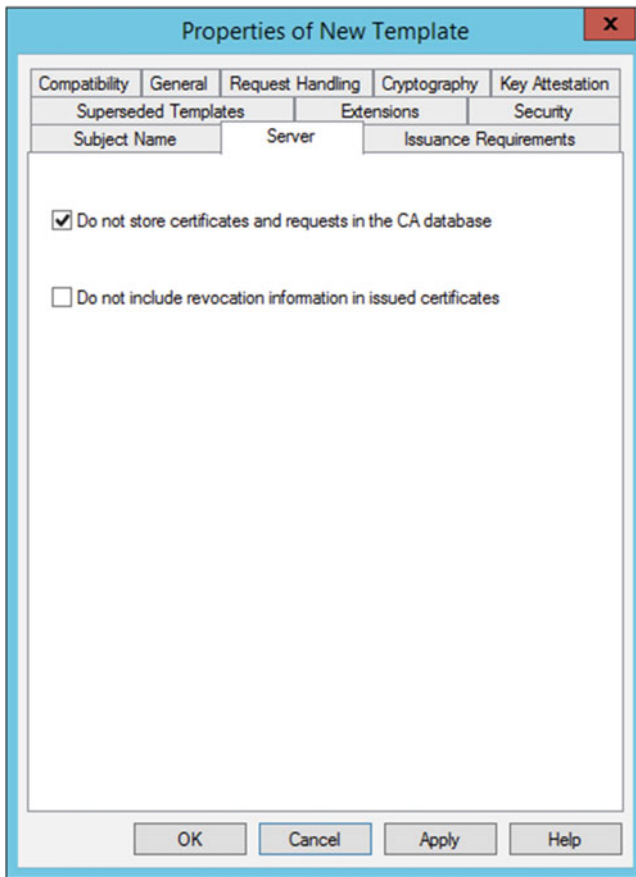 Properties of New Template
x
Compatibility General Request Handling Cryptography Key Attestation
Superseded Templates Extensions Security
Subject Name Server Issuance Requirements
Do not store certificates and requests in the CA database
Do not include revocation information in issued certificates
OK Cancel Apply Help